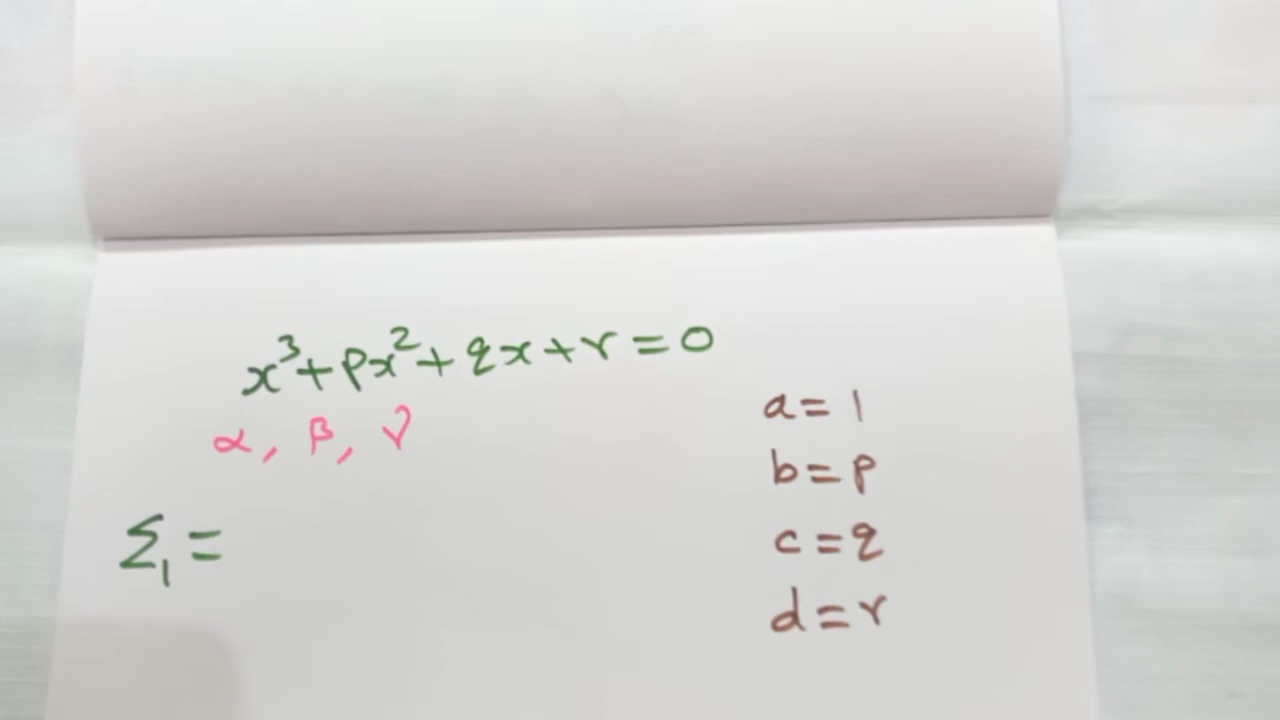 x³+px²+qx+r=0
α, β, γ
Σ₁=
a=1
b=p
c=q
d=r